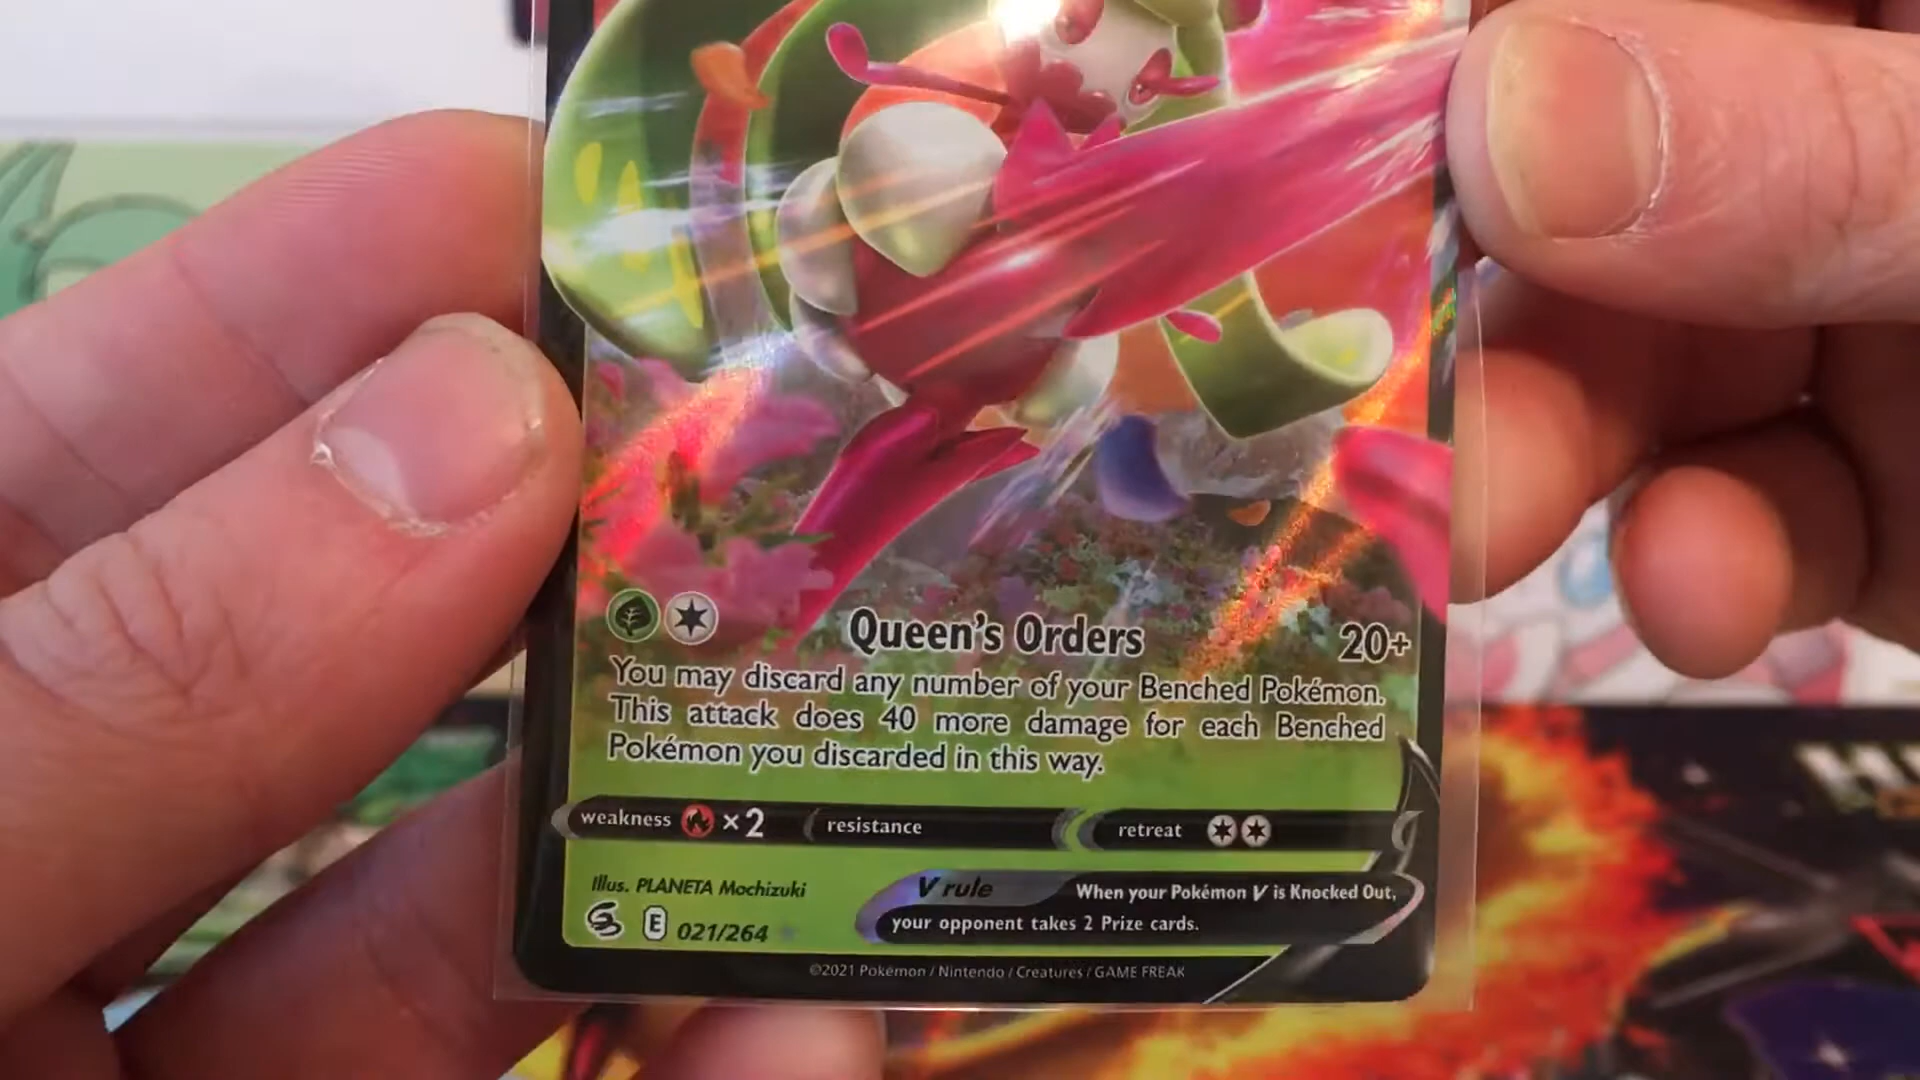 Queen's Orders 20+
You may discard any number of your Benched Pokémon.
This attack does 40 more damage for each Benched
Pokémon you discarded in this way.
weakness ×2 resistance retreat
Illus. PLANETA Mochizuki
V rule When your Pokémon V is Knocked Out,
your opponent takes 2 Prize cards.
E 021/264
©2021 Pokémon / Nintendo / Creatures / GAME FREAK